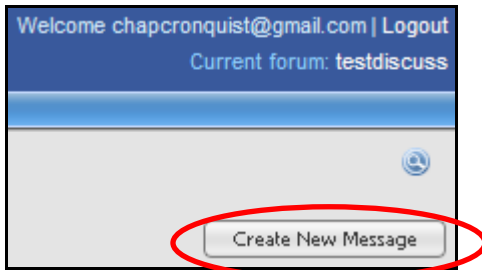 Welcome chapcronquist@gmail.com | Logout
Current forum: testdiscuss
Create New Message